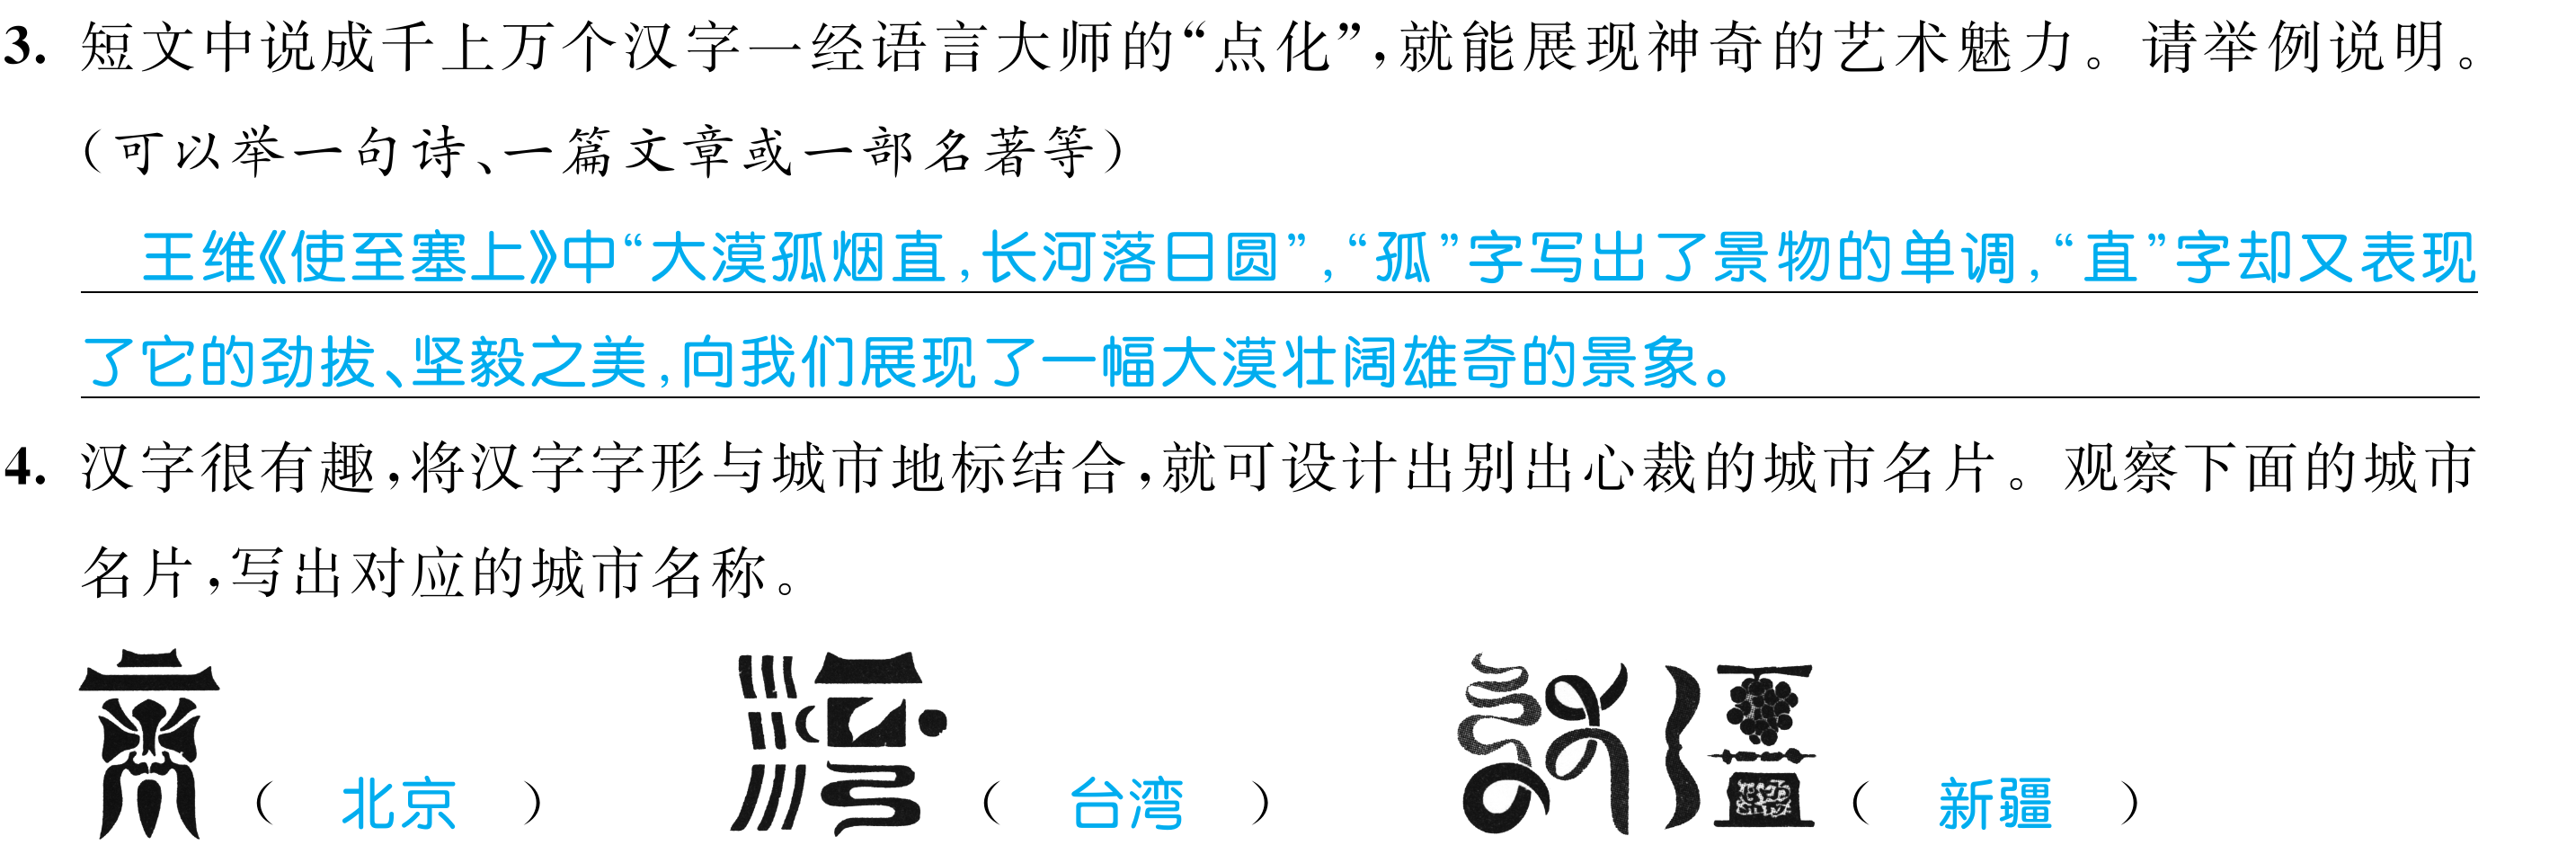 3. 短文中说成千上万个汉字一经语言大师的“点化”,就能展现神奇的艺术魅力。请举例说明。
(可以举一句诗、一篇文章或一部名著等)
王维《使至塞上》中“大漠孤烟直,长河落日圆”,“孤”字写出了景物的单调,“直”字却又表现
了它的劲拔、坚毅之美,向我们展现了一幅大漠壮阔雄奇的景象。
4. 汉字很有趣,将汉字字形与城市地标结合,就可设计出别出心裁的城市名片。观察下面的城市
名片,写出对应的城市名称。
( 北京 ) ( 台湾 ) ( 新疆 )